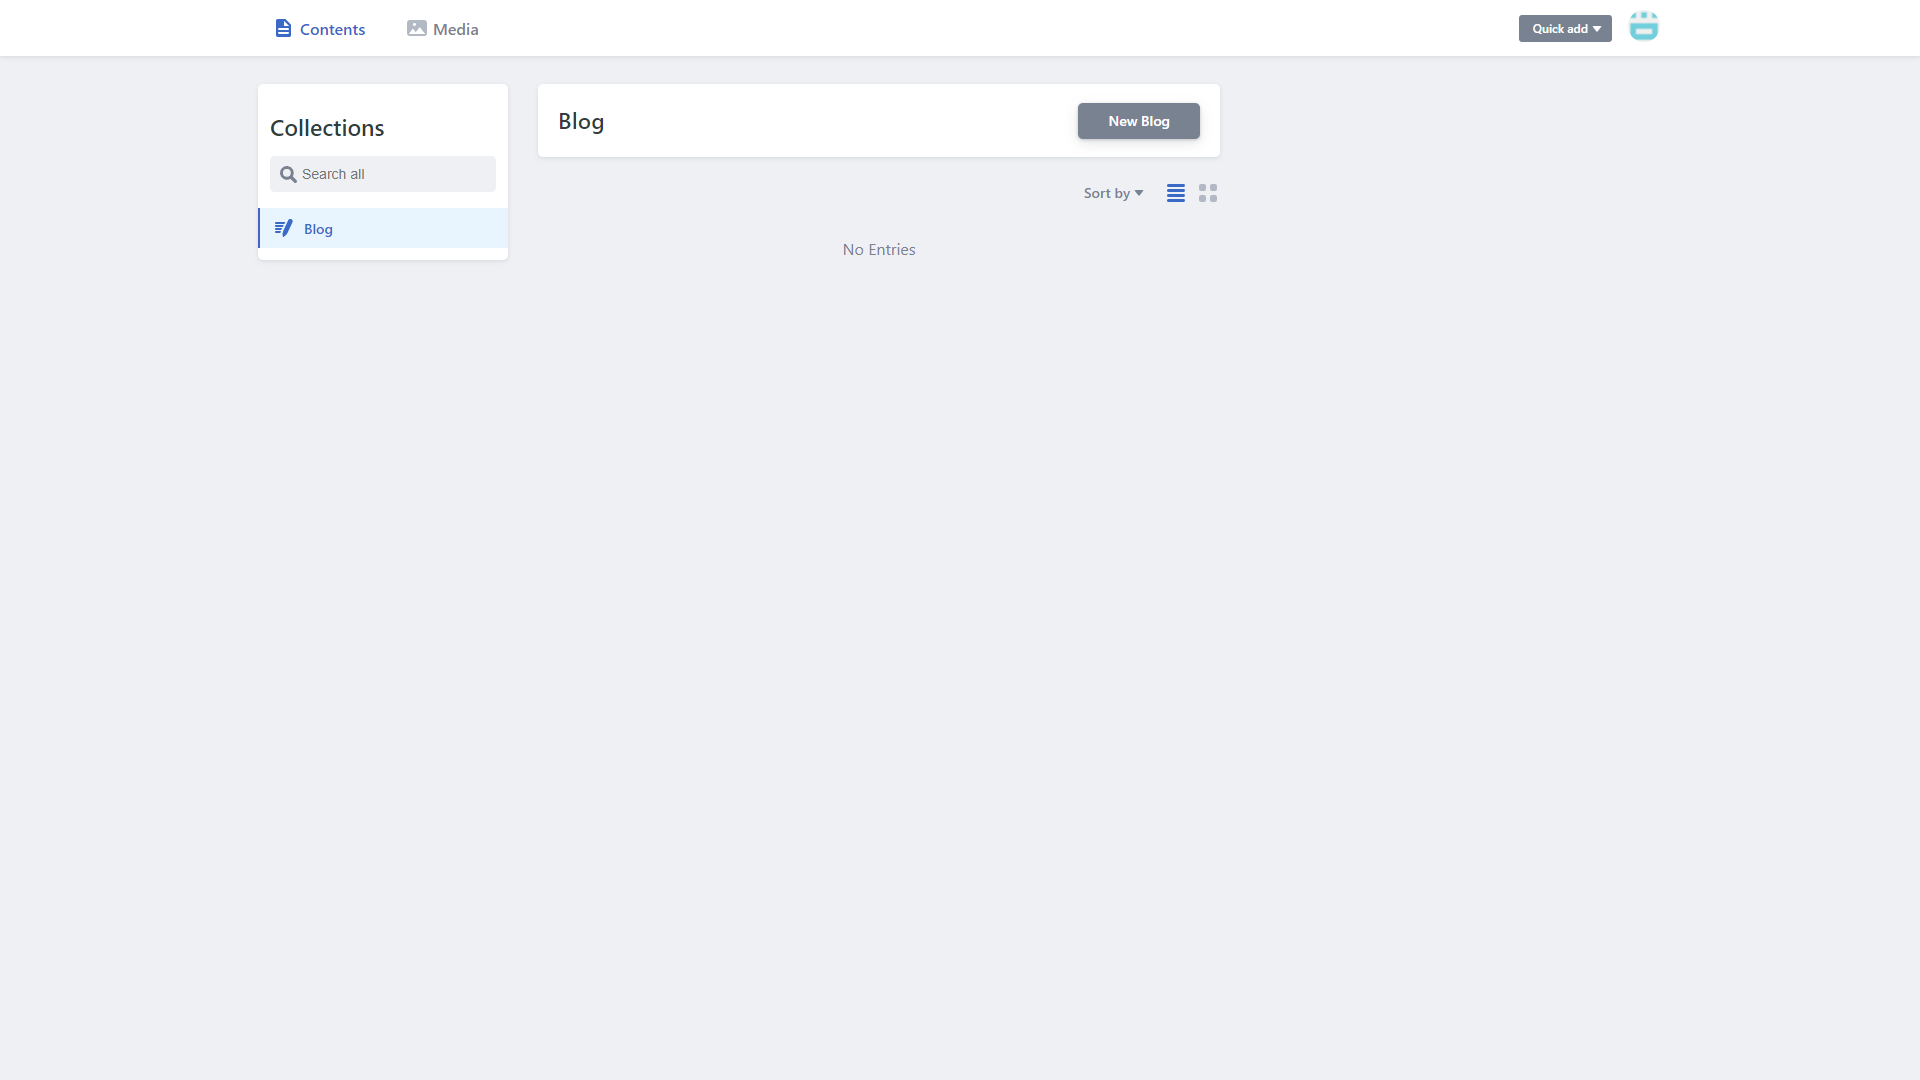 Contents
Media
Quick add
Collections
Search all
Blog
Blog
New Blog
Sort by
No Entries